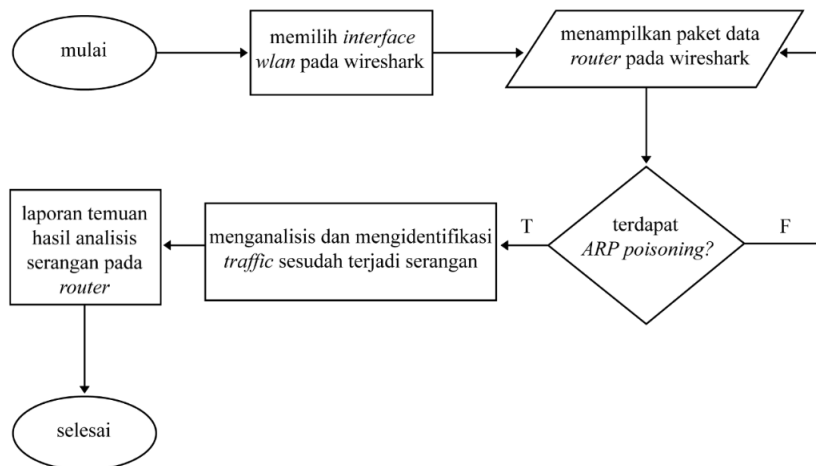 mulai
memilih interface
wlan pada wireshark
menampilkan paket data
router pada wireshark
terdapat
ARP poisoning?
T
F
menganalisis dan mengidentifikasi
traffic sesudah terjadi serangan
laporan temuan
hasil analisis
serangan pada
router
selesai